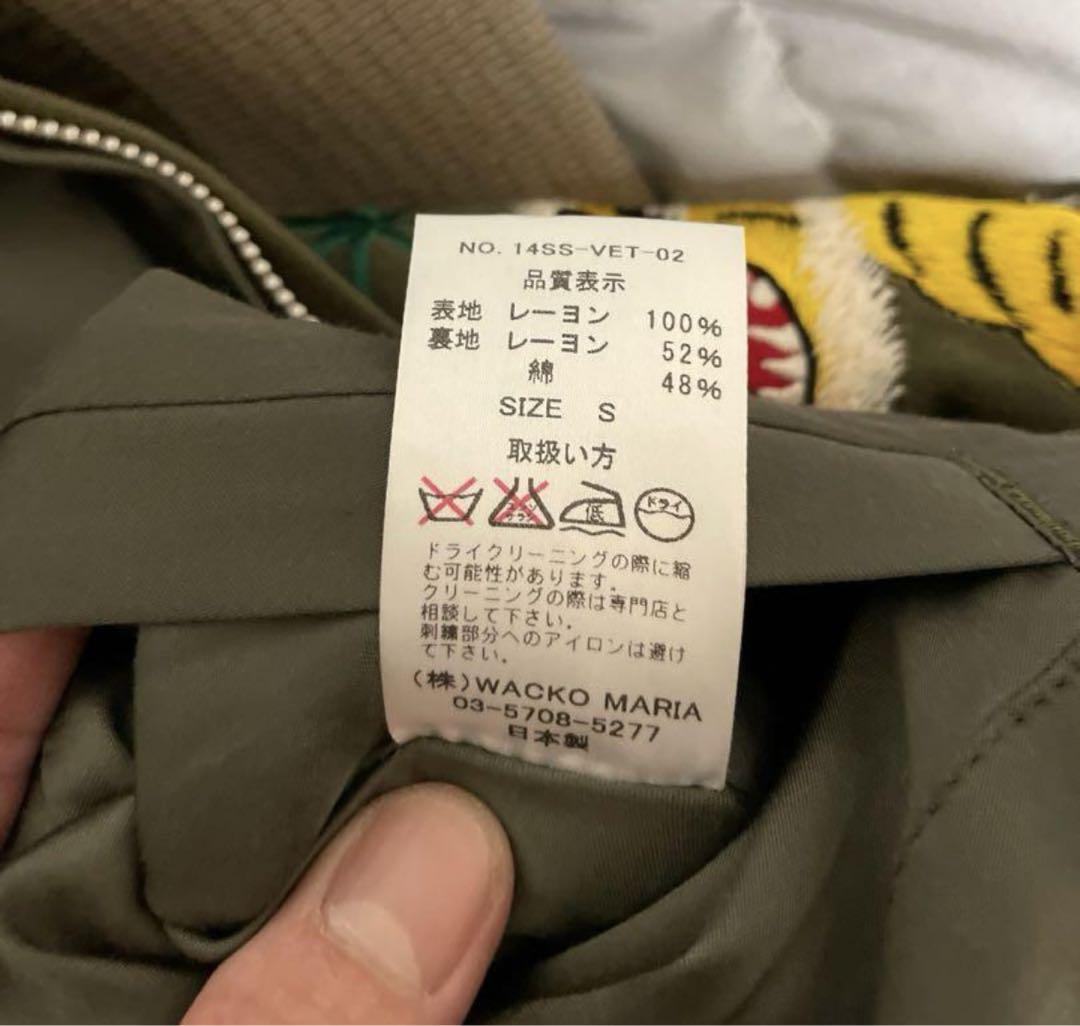 NO. 14SS-VET-02
品質表示
表地 レーヨン 100%
裏地 レーヨン 52%
綿 48%
SIZE S
取扱い方
低 ドライ
ドライクリーニングの際に縮
む可能性があります。
クリーニングの際は専門店と
相談して下さい。
刺繍部分へのアイロンは避け
て下さい。
(株)WACKO MARIA
03-5708-5277
日本製